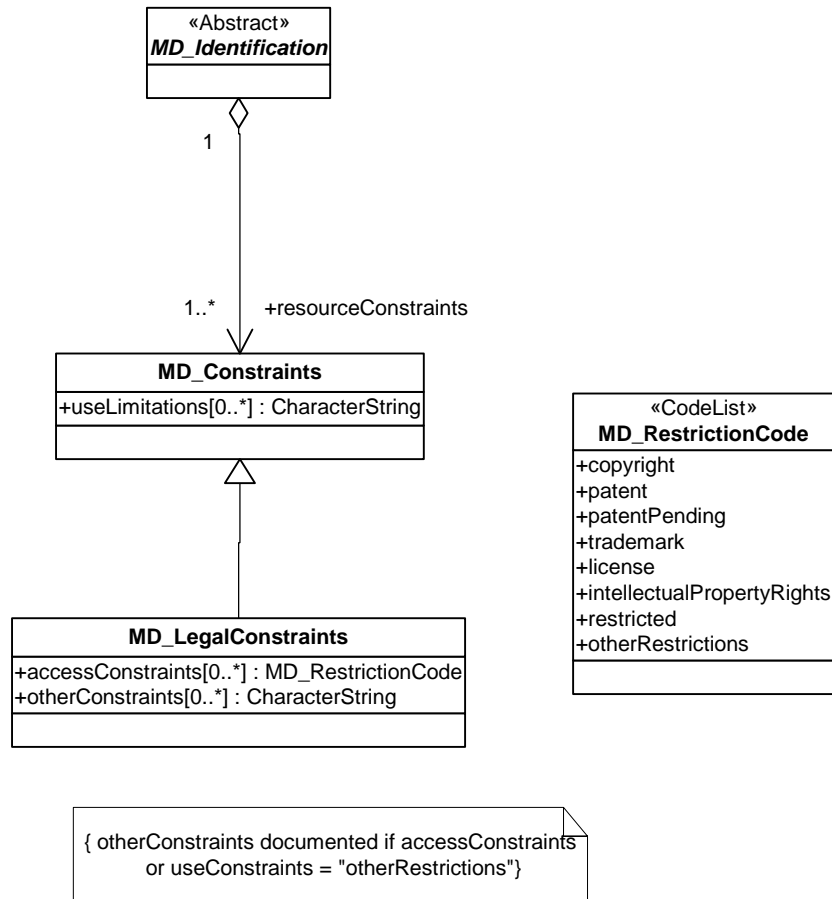 «Abstract»
MD_Identification
1
1..*
+resourceConstraints
MD_Constraints
+useLimitations[0..*] : CharacterString
«CodeList»
MD_RestrictionCode
+copyright
+patent
+patentPending
+trademark
+license
+intellectualPropertyRights
+restricted
+otherRestrictions
MD_LegalConstraints
+accessConstraints[0..*] : MD_RestrictionCode
+otherConstraints[0..*] : CharacterString
{ otherConstraints documented if accessConstraints
or useConstraints = "otherRestrictions"}